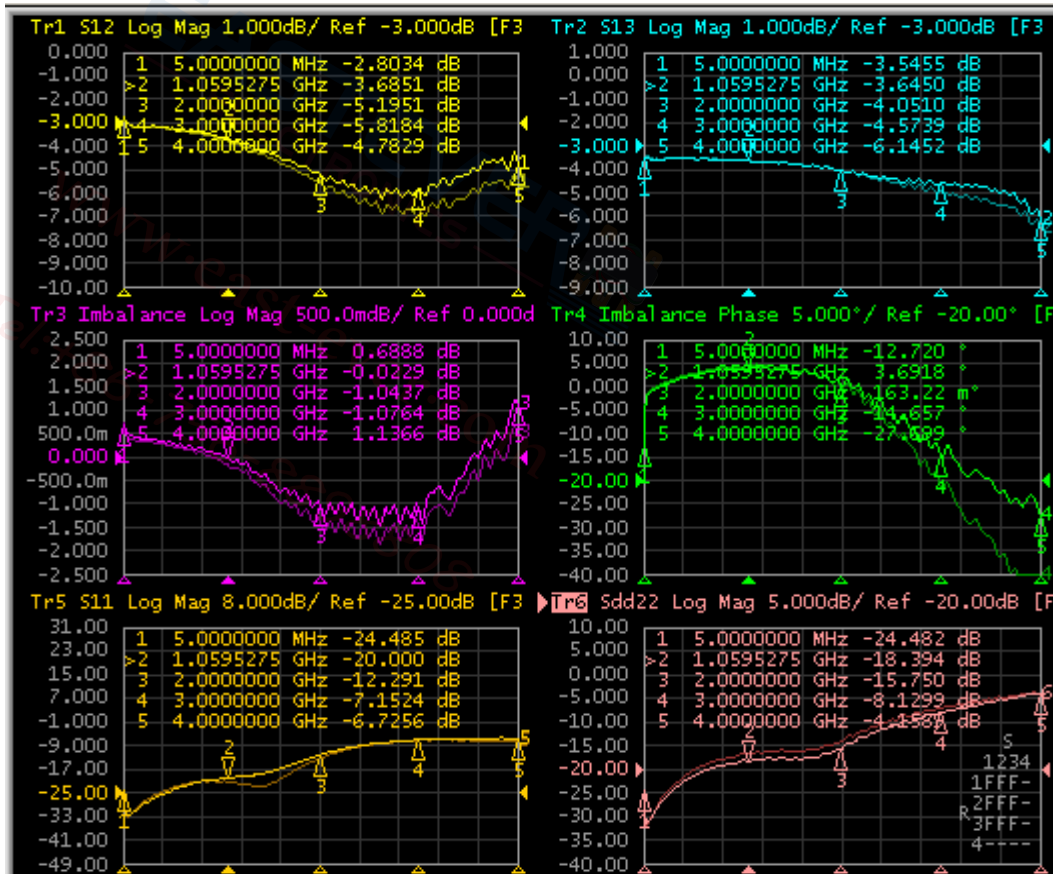 Tr1 S12 Log Mag 1.000dB/ Ref -3.000dB [F3
0.000
-1.000
-2.000
-3.000
-4.000
-5.000
-6.000
-7.000
-8.000
-9.000
-10.00
1 5.0000000 MHz -2.8034 dB
>2 1.0595275 GHz -3.6851 dB
3 2.0000000 GHz -5.1951 dB
4 3.0000000 GHz -5.8184 dB
5 4.0000000 GHz -4.7829 dB
Tr2 S13 Log Mag 1.000dB/ Ref -3.000dB [F3
1.000
0.000
-1.000
-2.000
-3.000
-4.000
-5.000
-6.000
-7.000
-8.000
-9.000
1 5.0000000 MHz -3.5455 dB
>2 1.0595275 GHz -3.6450 dB
3 2.0000000 GHz -4.0510 dB
4 3.0000000 GHz -4.5739 dB
5 4.0000000 GHz -6.1452 dB
Tr3 Imbalance Log Mag 500.0mdB/ Ref 0.000d
2.500
2.000
1.500
1.000
500.0m
0.000
-500.0m
-1.000
-1.500
-2.000
-2.500
1 5.0000000 MHz 0.6888 dB
>2 1.0595275 GHz -0.0229 dB
3 2.0000000 GHz -1.0437 dB
4 3.0000000 GHz -1.0764 dB
5 4.0000000 GHz 1.1366 dB
Tr4 Imbalance Phase 5.000°/ Ref -20.00° [F
10.00
5.000
0.000
-5.000
-10.00
-15.00
-20.00
-25.00
-30.00
-35.00
-40.00
1 5.0000000 MHz -12.720 °
>2 1.0595275 GHz 3.6918 °
3 2.0000000 GHz 163.22 m°
4 3.0000000 GHz °
5 4.0000000 GHz °
Tr5 S11 Log Mag 8.000dB/ Ref -25.00dB [F3
31.00
23.00
15.00
7.000
-1.000
-9.000
-17.00
-25.00
-33.00
-41.00
-49.00
1 5.0000000 MHz -24.485 dB
>2 1.0595275 GHz -20.000 dB
3 2.0000000 GHz -12.291 dB
4 3.0000000 GHz -7.1524 dB
5 4.0000000 GHz -6.7256 dB
Tr6 Sdd22 Log Mag 5.000dB/ Ref -20.00dB [F
10.00
5.000
0.000
-5.000
-10.00
-15.00
-20.00
-25.00
-30.00
-35.00
-40.00
1 5.0000000 MHz -24.482 dB
>2 1.0595275 GHz -18.394 dB
3 2.0000000 GHz -15.750 dB
4 3.0000000 GHz -8.1299 dB
5 4.0000000 GHz dB
S
1234
1FFF-
R 2FFF-
3FFF-
4----